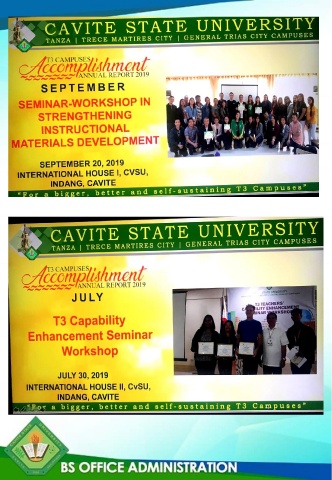 CAVITE STATE UNIVERSITY
TANZA | TRECE MARTIRES CITY | GENERAL TRIAS CITY CAMPUSES
T3 CAMPUSES
Accomplishment
ANNUAL REPORT 2019
SEPTEMBER
SEMINAR-WORKSHOP IN
STRENGTHENING
INSTRUCTIONAL
MATERIALS DEVELOPMENT
SEPTEMBER 20, 2019
INTERNATIONAL HOUSE I, CVSU,
INDANG, CAVITE
"For a bigger, better and self-sustaining T3 Campuses"
CAVITE STATE UNIVERSITY
TANZA | TRECE MARTIRES CITY | GENERAL TRIAS CITY CAMPUSES
T3 CAMPUSES
Accomplishment
ANNUAL REPORT 2019
JULY
T3 Capability
Enhancement Seminar
Workshop
T3 TEACHERS'
JULY 30, 2019
INTERNATIONAL HOUSE II, CvSU,
INDANG, CAVITE
"For a bigger, better and self-sustaining T3 Campuses"
BS OFFICE ADMINISTRATION